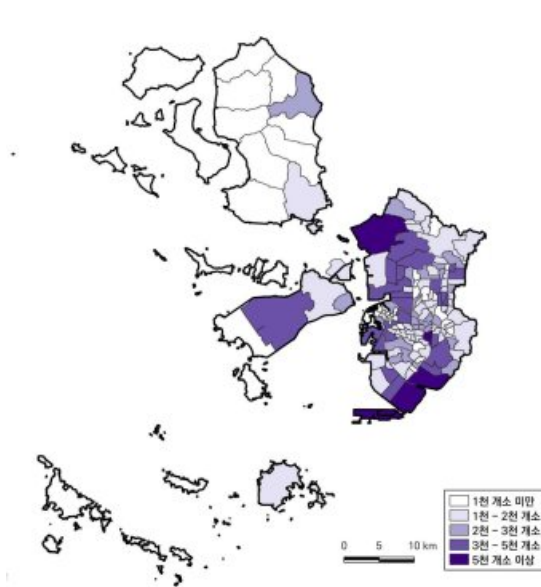 1천 개소 미만
1천 - 2천 개소
2천 - 3천 개소
3천 - 5천 개소
5천 개소 이상
0 5 10 km